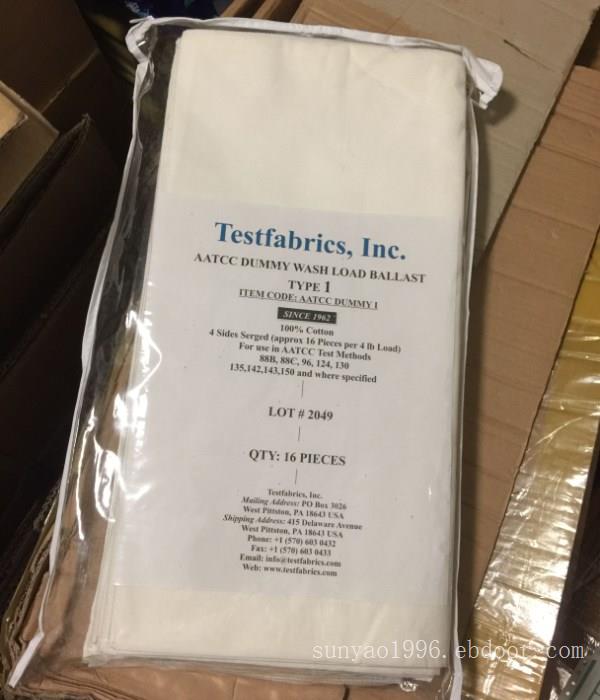 Testfabrics, Inc.
AATCC DUMMY WASH LOAD BALLAST
TYPE 1
ITEM CODE: AATCC DUMMY I
SINCE 1962
100% Cotton
4 Sides Serged (approx 16 Pieces per 4 lb Load)
For use in AATCC Test Methods
88B, 88C, 96, 124, 130
135,142,143,150 and where specified
LOT # 2049
QTY: 16 PIECES
Testfabrics, Inc.
Mailing Address: PO Box 3026
West Pittston, PA 18643 USA
Shipping Address: 415 Delaware Avenue
West Pittston, PA 18643 USA
Phone: +1 (570) 603 0432
Fax: +1 (570) 603 0433
Email: info@testfabrics.com
Web: www.testfabrics.com
sunyao1996.ebdoor.com